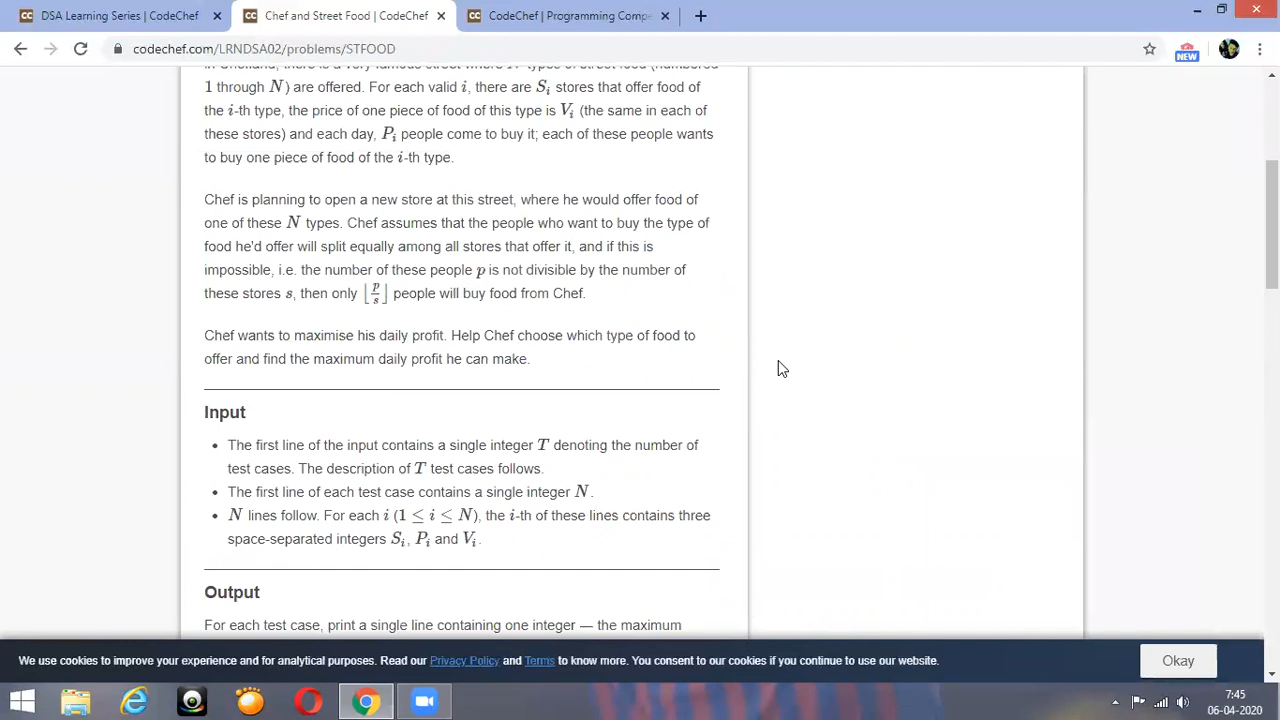 DSA Learning Series | CodeChef
Chef and Street Food | CodeChef
CodeChef | Programming Compe
codechef.com/LRNDSA02/problems/STFOOD
NEW
1 through N) are offered. For each valid i, there are Sᵢ stores that offer food of
the i-th type, the price of one piece of food of this type is Vᵢ (the same in each of
these stores) and each day, Pᵢ people come to buy it; each of these people wants
to buy one piece of food of the i-th type.
Chef is planning to open a new store at this street, where he would offer food of
one of these N types. Chef assumes that the people who want to buy the type of
food he'd offer will split equally among all stores that offer it, and if this is
impossible, i.e. the number of these people p is not divisible by the number of
these stores s, then only ⌊p/s⌋ people will buy food from Chef.
Chef wants to maximise his daily profit. Help Chef choose which type of food to
offer and find the maximum daily profit he can make.
Input
• The first line of the input contains a single integer T denoting the number of
test cases. The description of T test cases follows.
• The first line of each test case contains a single integer N.
• N lines follow. For each i (1 ≤ i ≤ N), the i-th of these lines contains three
space-separated integers Sᵢ, Pᵢ and Vᵢ.
Output
For each test case, print a single line containing one integer — the maximum
We use cookies to improve your experience and for analytical purposes. Read our Privacy Policy and Terms to know more. You consent to our cookies if you continue to use our website.
Okay
7:45
06-04-2020